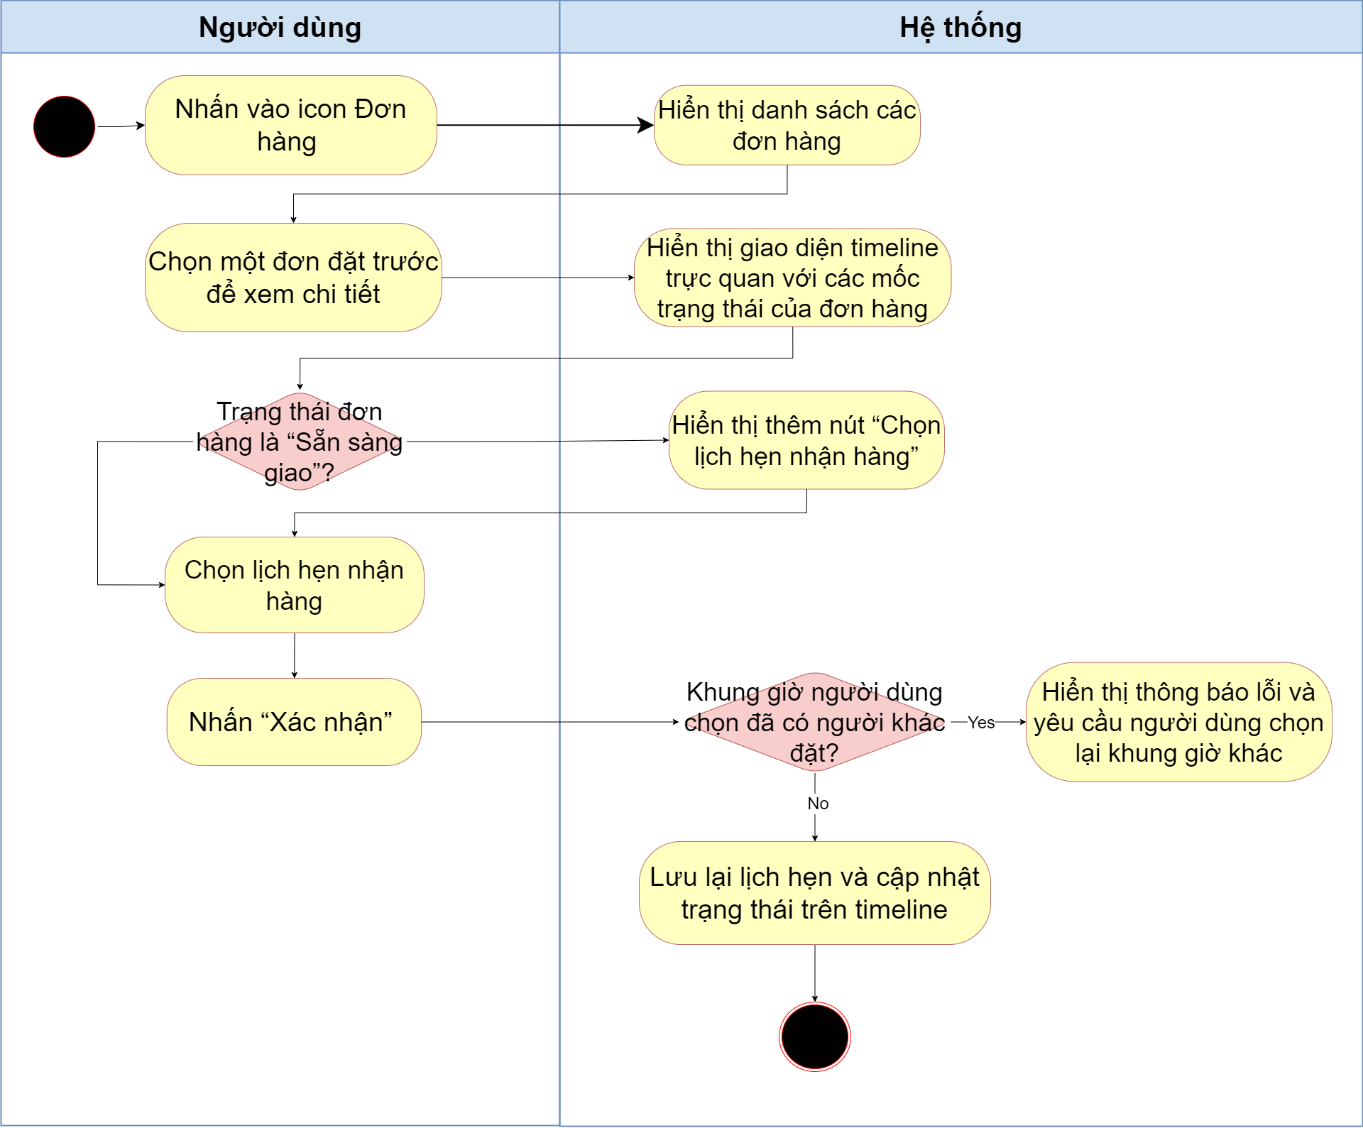 Người dùng
Hệ thống
Nhấn vào icon Đơn
hàng
Hiển thị danh sách các
đơn hàng
Chọn một đơn đặt trước
để xem chi tiết
Hiển thị giao diện timeline
trực quan với các mốc
trạng thái của đơn hàng
Trạng thái đơn
hàng là “Sẵn sàng
giao”?
Hiển thị thêm nút “Chọn
lịch hẹn nhận hàng”
Chọn lịch hẹn nhận
hàng
Nhấn “Xác nhận”
Khung giờ người dùng
chọn đã có người khác
đặt?
Yes
Hiển thị thông báo lỗi và
yêu cầu người dùng chọn
lại khung giờ khác
No
Lưu lại lịch hẹn và cập nhật
trạng thái trên timeline